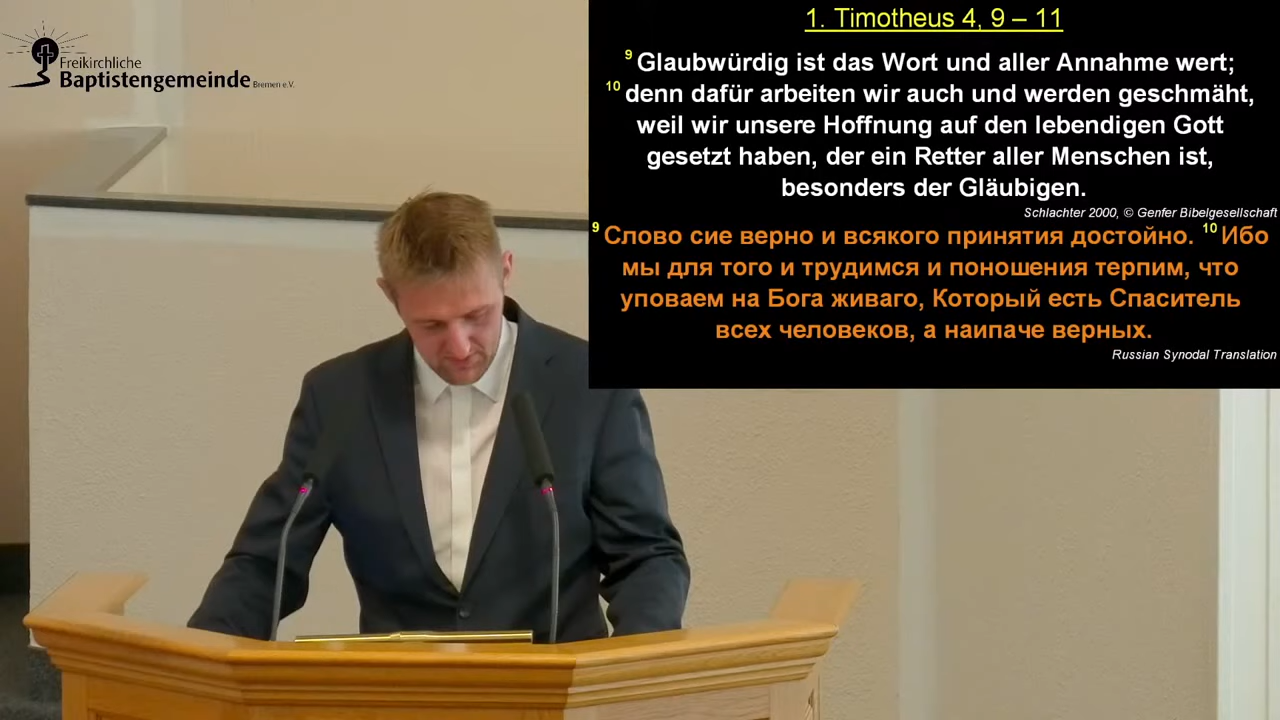 Freikirchliche
Baptistengemeinde Bremen e.V.
1. Timotheus 4, 9 – 11
9 Glaubwürdig ist das Wort und aller Annahme wert;
10 denn dafür arbeiten wir auch und werden geschmäht,
weil wir unsere Hoffnung auf den lebendigen Gott
gesetzt haben, der ein Retter aller Menschen ist,
besonders der Gläubigen.
Schlachter 2000, © Genfer Bibelgesellschaft
9 Слово сие верно и всякого принятия достойно. 10 Ибо
мы для того и трудимся и поношения терпим, что
уповаем на Бога живаго, Который есть Спаситель
всех человеков, а наипаче верных.
Russian Synodal Translation